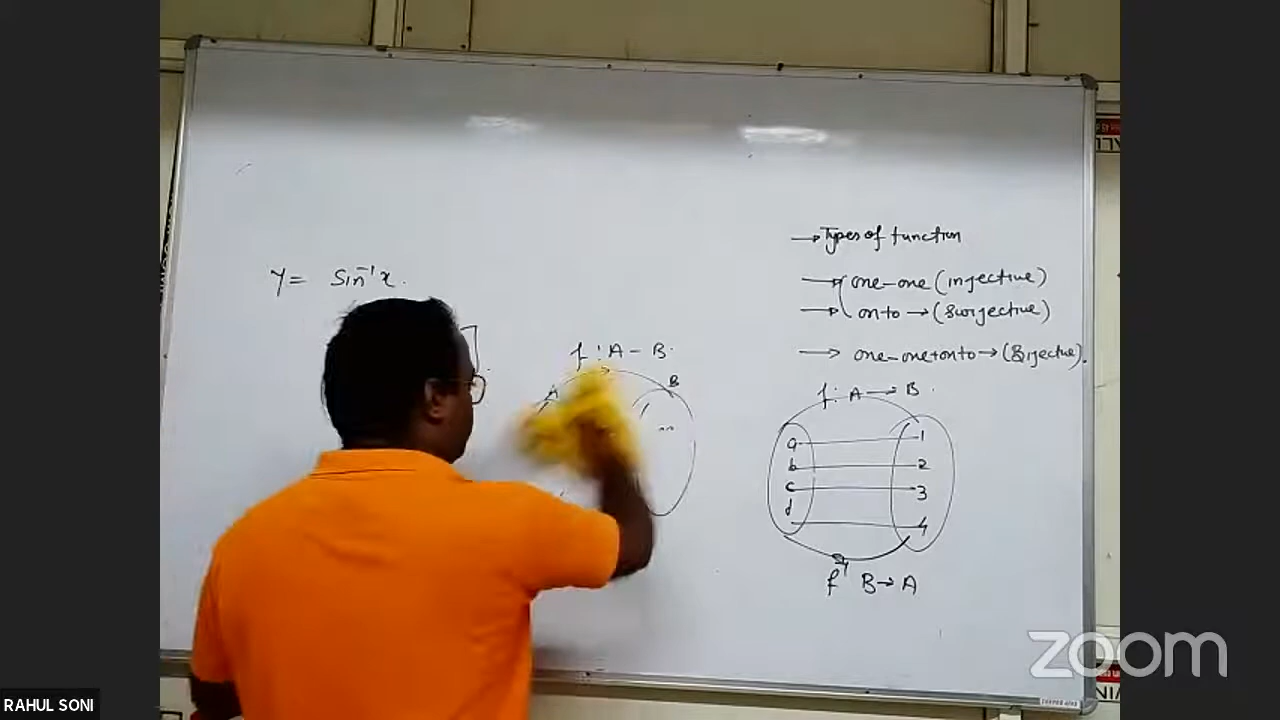 Y = Sin⁻¹x.
f : A - B.
A B
→ Types of function
→ one-one (injective)
→ onto → (Surjective)
→ one-one+onto → (Bijective).
f: A → B.
a 1
b 2
c 3
d 4
f⁻¹ B → A
zoom
RAHUL SONI